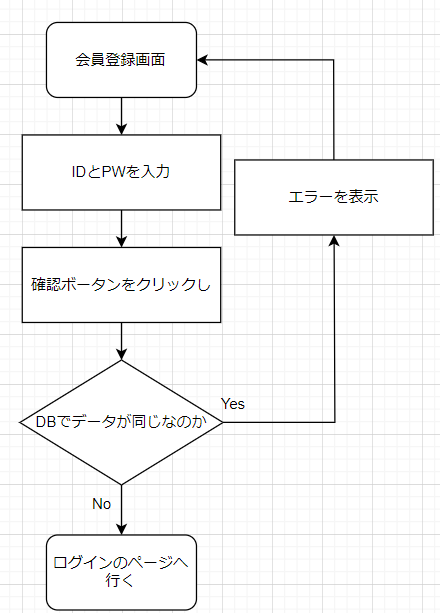 会員登録画面
IDとPWを入力
エラーを表示
確認ボータンをクリックし
DBでデータが同じなのか
Yes
No
ログインのページへ
行く